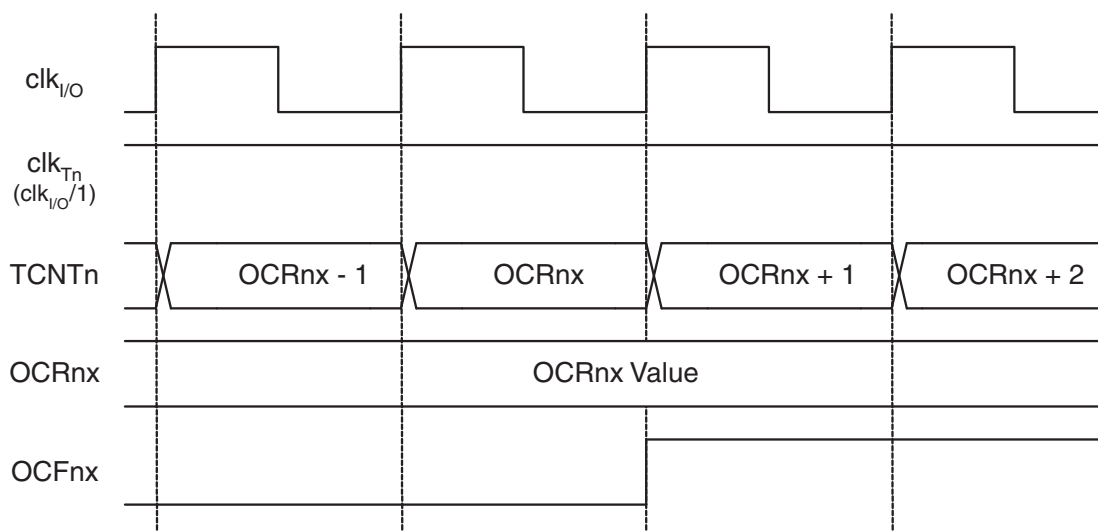 clkI/O
clkTn
(clkI/O/1)
TCNTn OCRnx - 1 OCRnx OCRnx + 1 OCRnx + 2
OCRnx OCRnx Value
OCFnx